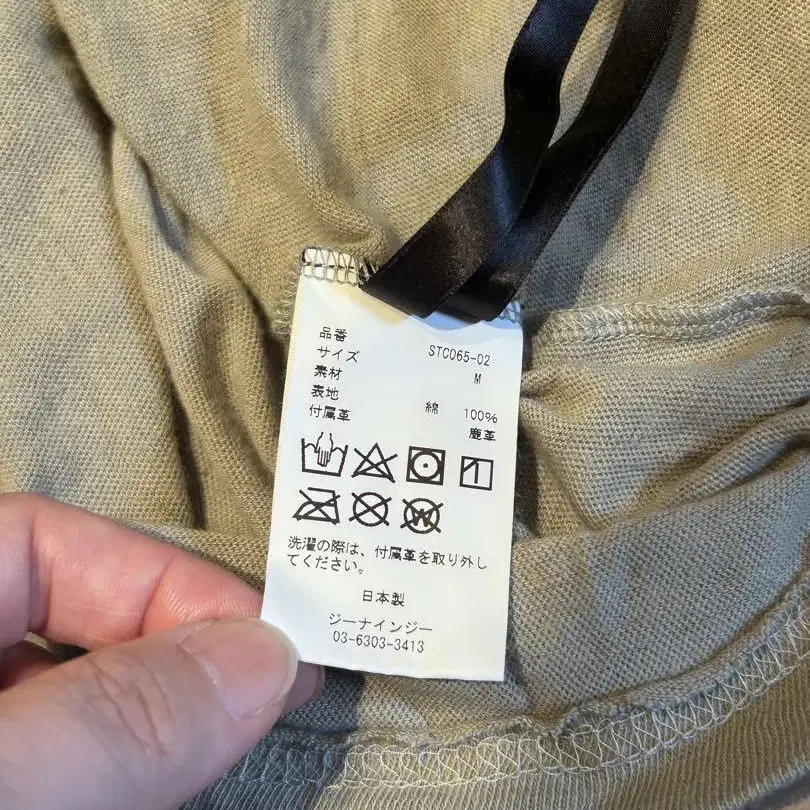 品番 STC065-02
サイズ M
素材
表地 綿 100%
付属革 鹿革
W
洗濯の際は、付属革を取り外し
てください。
日本製
ジーナインジー
03-6303-3413